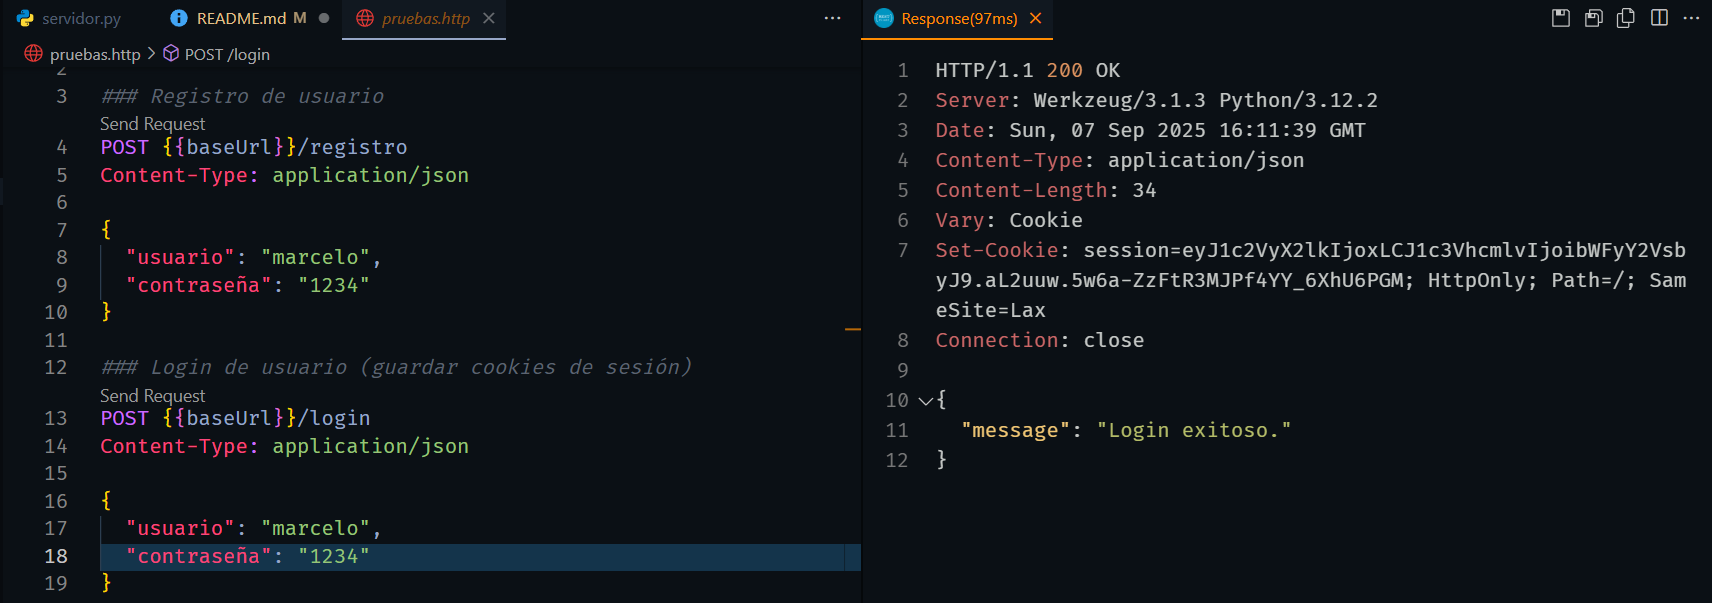 servidor.py README.md M pruebas.http
pruebas.http > POST /login
2
3 ### Registro de usuario
Send Request
4 POST {{baseUrl}}/registro
5 Content-Type: application/json
6
7 {
8 "usuario": "marcelo",
9 "contraseña": "1234"
10 }
11
12 ### Login de usuario (guardar cookies de sesión)
Send Request
13 POST {{baseUrl}}/login
14 Content-Type: application/json
15
16 {
17 "usuario": "marcelo",
18 "contraseña": "1234"
19 }
Response(97ms)
1 HTTP/1.1 200 OK
2 Server: Werkzeug/3.1.3 Python/3.12.2
3 Date: Sun, 07 Sep 2025 16:11:39 GMT
4 Content-Type: application/json
5 Content-Length: 34
6 Vary: Cookie
7 Set-Cookie: session=eyJ1c2VyX2lkIjoxLCJ1c3VhcmlvIjoibWFyY2Vsb
yJ9.aL2uuw.5w6a-ZzFtR3MJPf4YY_6XhU6PGM; HttpOnly; Path=/; Sam
eSite=Lax
8 Connection: close
9
10 {
11 "message": "Login exitoso."
12 }